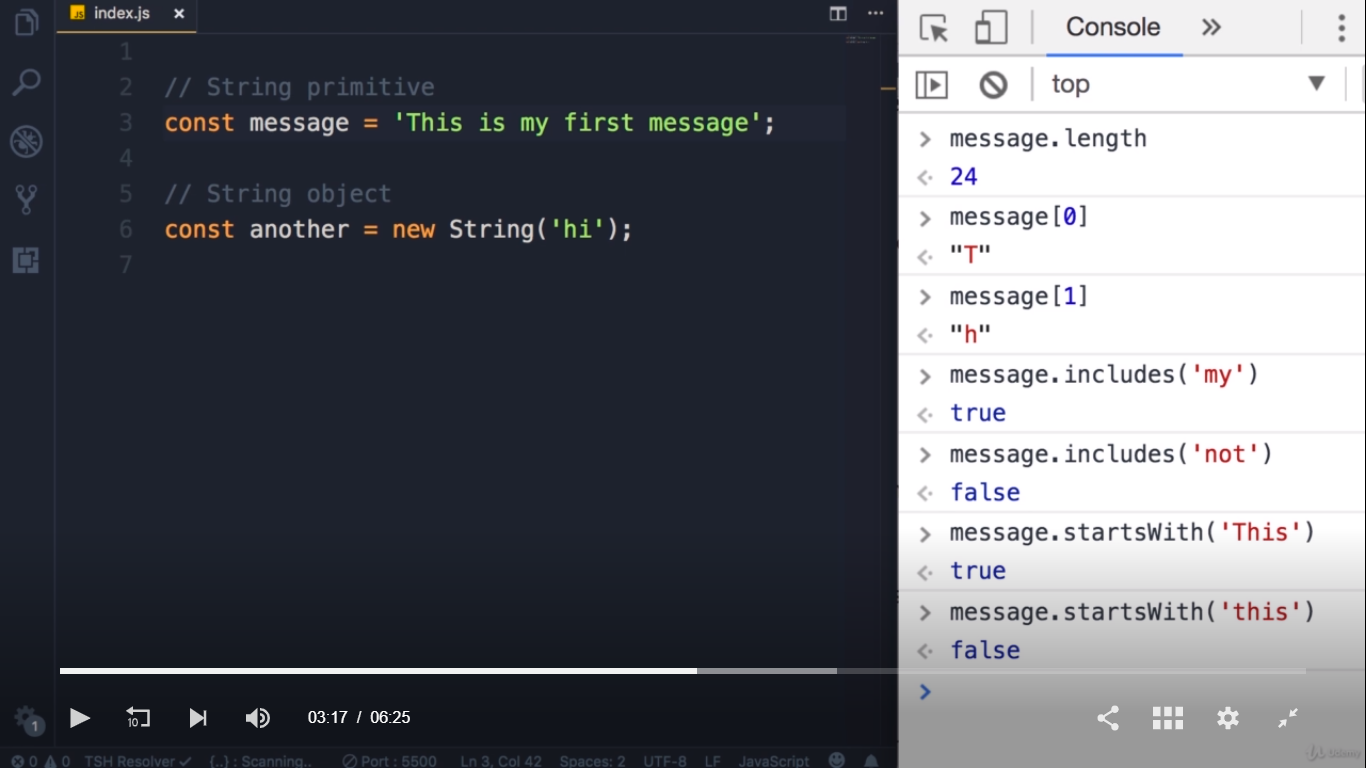 index.js
1
2 // String primitive
3 const message = 'This is my first message';
4
5 // String object
6 const another = new String('hi');
7
Console
top
message.length
24
message[0]
"T"
message[1]
"h"
message.includes('my')
true
message.includes('not')
false
message.startsWith('This')
true
message.startsWith('this')
false
10
03:17 / 06:25
1
0 0 TSH Resolver {..} : Scanning.. Port : 5500 Ln 3, Col 42 Spaces: 2 UTF-8 LF JavaScript
Udemy